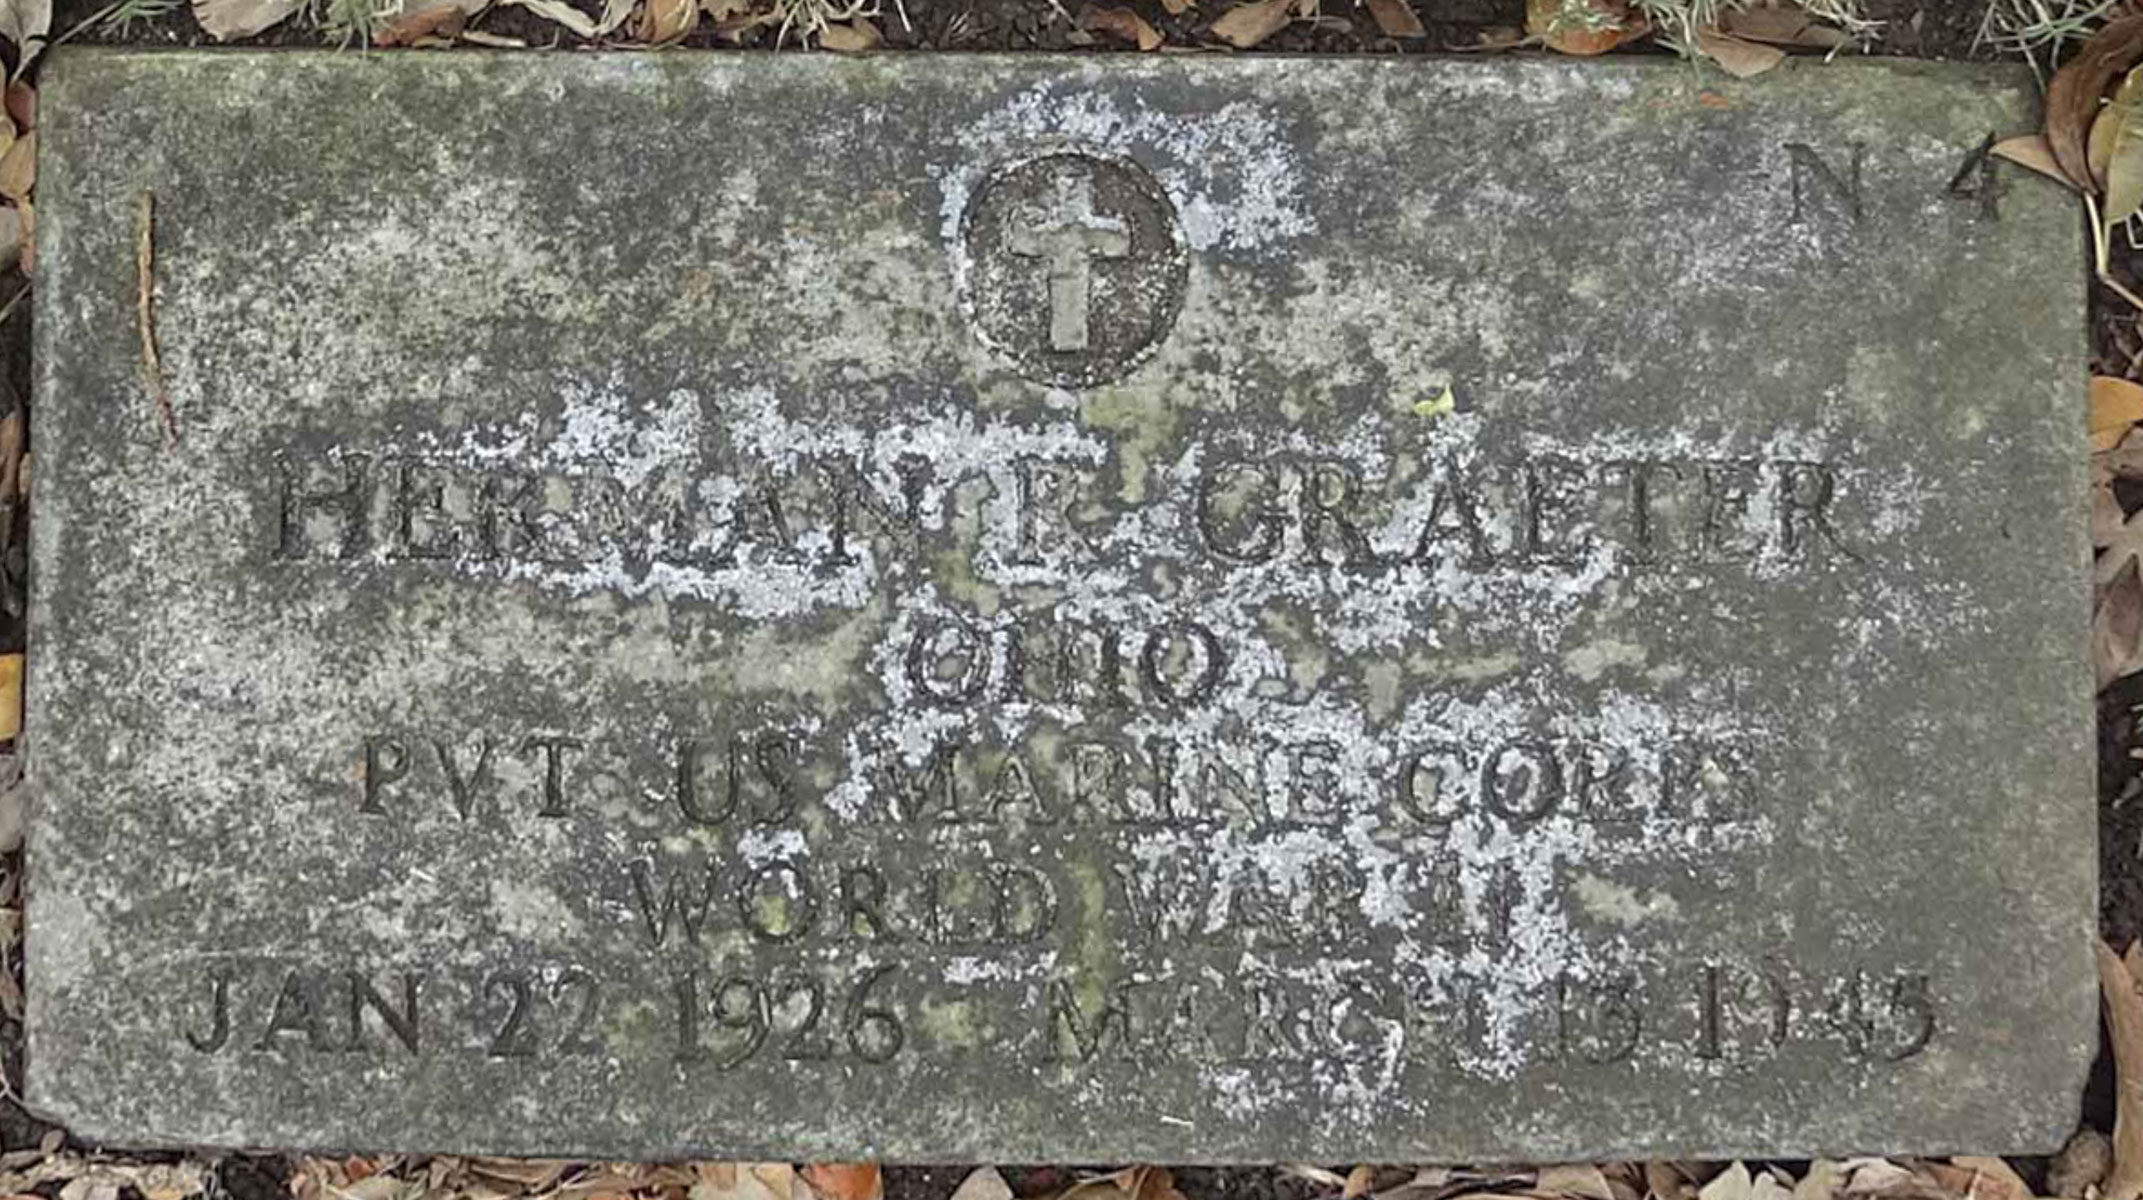 N 4
HERMAN F GRAETER
OHIO
PVT US MARINE CORPS
WORLD WAR II
JAN 22 1926 MARCH 13 1945